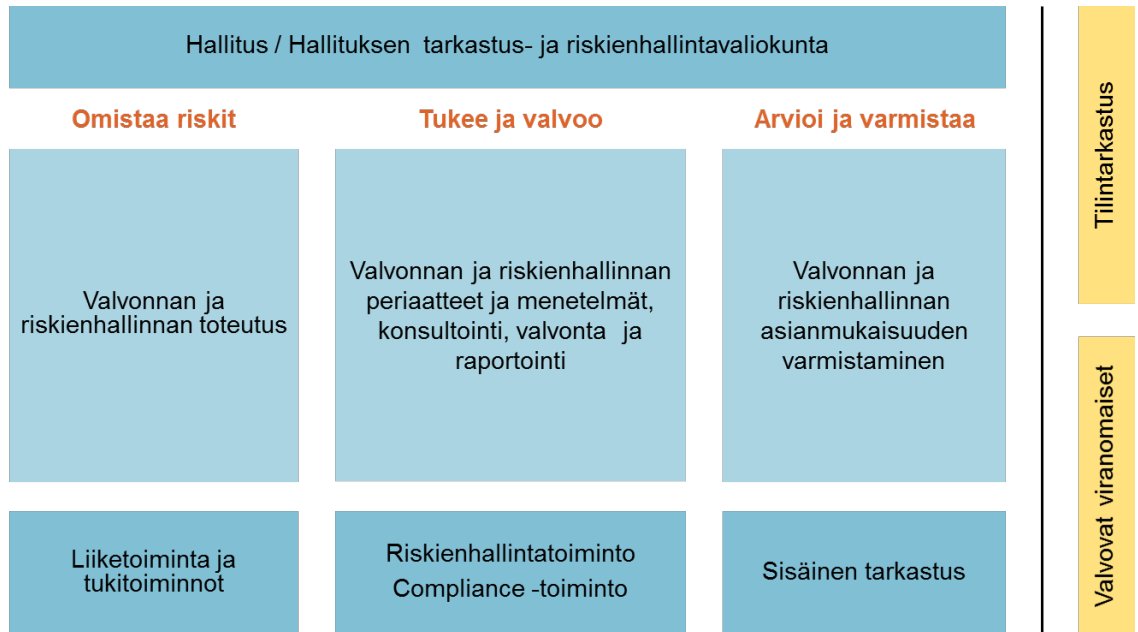 Hallitus / Hallituksen tarkastus- ja riskienhallintavaliokunta
Omistaa riskit
Tukee ja valvoo
Arvioi ja varmistaa
Valvonnan ja
riskienhallinnan toteutus
Valvonnan ja riskienhallinnan
periaatteet ja menetelmät,
konsultointi, valvonta ja
raportointi
Valvonnan ja
riskienhallinnan
asianmukaisuuden
varmistaminen
Liiketoiminta ja
tukitoiminnot
Riskienhallintatoiminto
Compliance -toiminto
Sisäinen tarkastus
Tilintarkastus
Valvovat viranomaiset